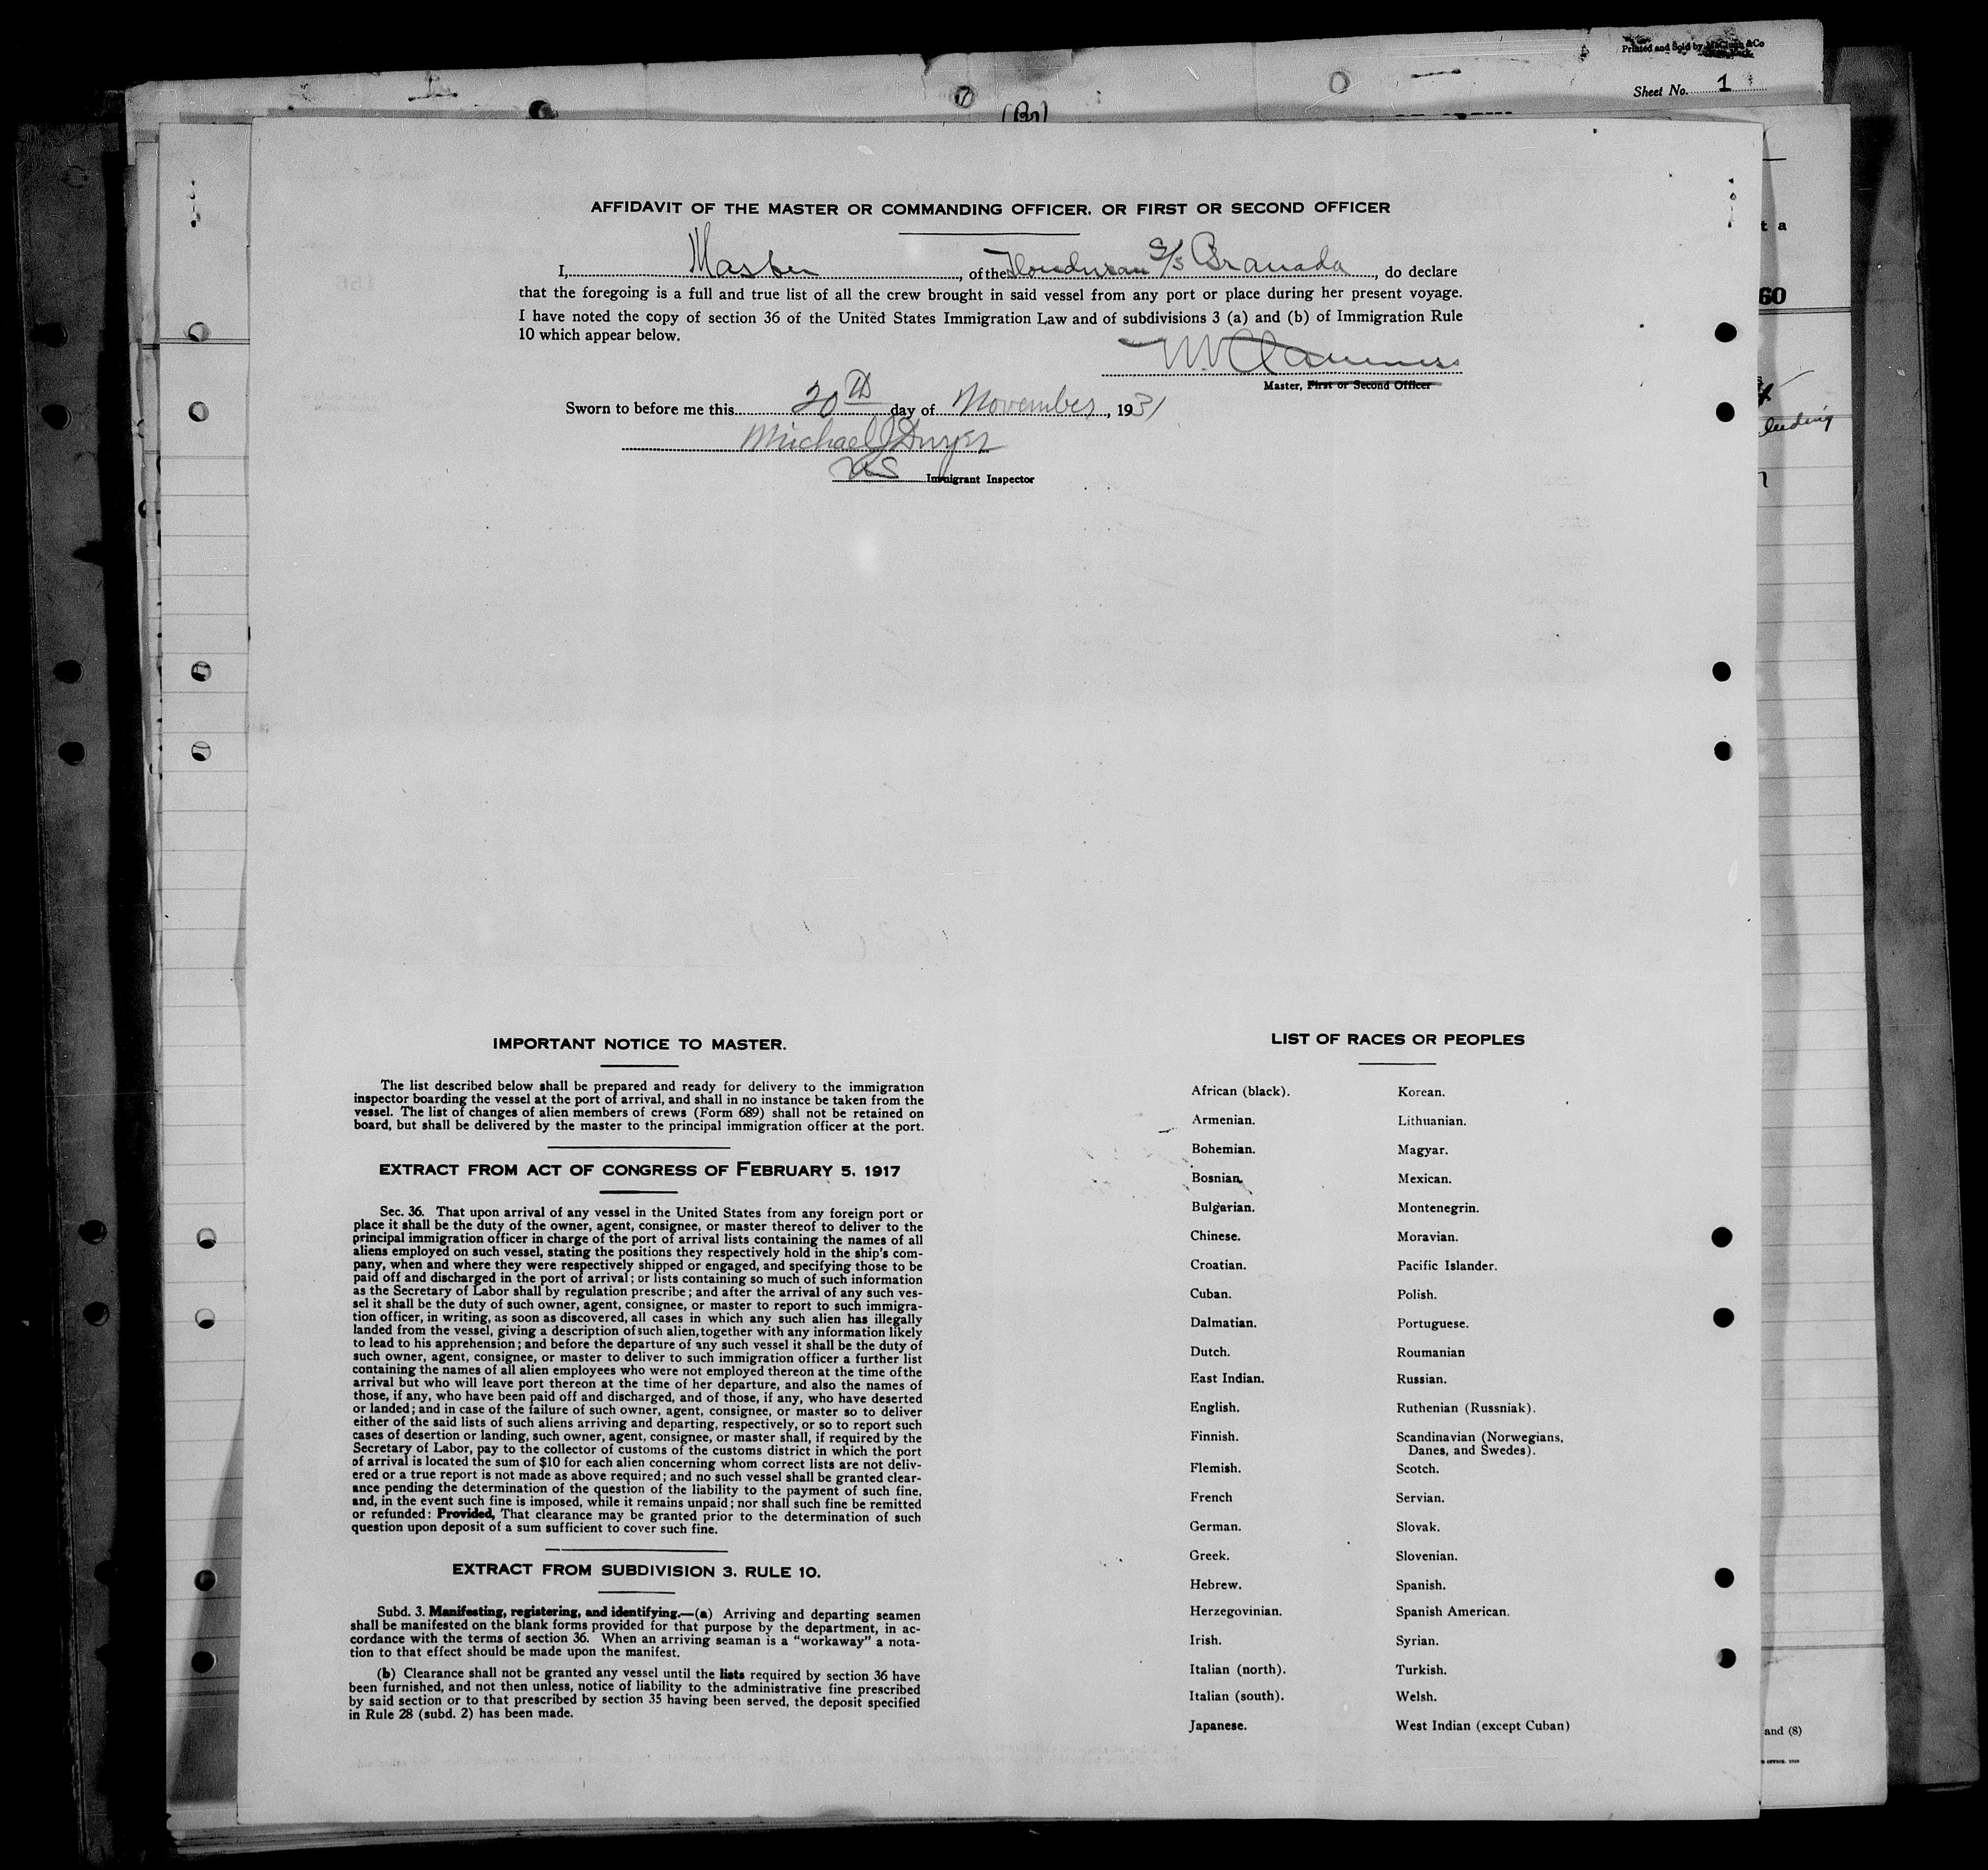 Printed and Sold by
Sheet No. 1
AFFIDAVIT OF THE MASTER OR COMMANDING OFFICER, OR FIRST OR SECOND OFFICER
I, Master, of the Honduran S/S Granada, do declare
that the foregoing is a full and true list of all the crew brought in said vessel from any port or place during her present voyage.
I have noted the copy of section 36 of the United States Immigration Law and of subdivisions 3 (a) and (b) of Immigration Rule
10 which appear below.
Master, First or Second Officer
Sworn to before me this 20th day of November, 1931
Michael J Dwyer
Immigrant Inspector
t a
60
luding
IMPORTANT NOTICE TO MASTER.
The list described below shall be prepared and ready for delivery to the immigration
inspector boarding the vessel at the port of arrival, and shall in no instance be taken from the
vessel. The list of changes of alien members of crews (Form 689) shall not be retained on
board, but shall be delivered by the master to the principal immigration officer at the port.
EXTRACT FROM ACT OF CONGRESS OF FEBRUARY 5, 1917
Sec. 36. That upon arrival of any vessel in the United States from any foreign port or
place it shall be the duty of the owner, agent, consignee, or master thereof to deliver to the
principal immigration officer in charge of the port of arrival lists containing the names of all
aliens employed on such vessel, stating the positions they respectively hold in the ship's com-
pany, when and where they were respectively shipped or engaged, and specifying those to be
paid off and discharged in the port of arrival; or lists containing so much of such information
as the Secretary of Labor shall by regulation prescribe; and after the arrival of any such ves-
sel it shall be the duty of such owner, agent, consignee, or master to report to such immigra-
tion officer, in writing, as soon as discovered, all cases in which any such alien has illegally
landed from the vessel, giving a description of such alien, together with any information likely
to lead to his apprehension; and before the departure of any such vessel it shall be the duty of
such owner, agent, consignee, or master to deliver to such immigration officer a further list
containing the names of all alien employees who were not employed thereon at the time of the
arrival but who will leave port thereon at the time of her departure, and also the names of
those, if any, who have been paid off and discharged, and of those, if any, who have deserted
or landed; and in case of the failure of such owner, agent, consignee, or master so to deliver
either of the said lists of such aliens arriving and departing, respectively, or so to report such
cases of desertion or landing, such owner, agent, consignee, or master shall, if required by the
Secretary of Labor, pay to the collector of customs of the customs district in which the port
of arrival is located the sum of $10 for each alien concerning whom correct lists are not deliv-
ered or a true report is not made as above required; and no such vessel shall be granted clear-
ance pending the determination of the question of the liability to the payment of such fine,
and, in the event such fine is imposed, while it remains unpaid; nor shall such fine be remitted
or refunded: Provided, That clearance may be granted prior to the determination of such
question upon deposit of a sum sufficient to cover such fine.
EXTRACT FROM SUBDIVISION 3, RULE 10.
Subd. 3. Manifesting, registering, and identifying.—(a) Arriving and departing seamen
shall be manifested on the blank forms provided for that purpose by the department, in ac-
cordance with the terms of section 36. When an arriving seaman is a "workaway" a nota-
tion to that effect should be made upon the manifest.
(b) Clearance shall not be granted any vessel until the lists required by section 36 have
been furnished, and not then unless, notice of liability to the administrative fine prescribed
by said section or to that prescribed by section 35 having been served, the deposit specified
in Rule 28 (subd. 2) has been made.
LIST OF RACES OR PEOPLES
African (black).
Armenian.
Bohemian.
Bosnian.
Bulgarian.
Chinese.
Croatian.
Cuban.
Dalmatian.
Dutch.
East Indian.
English.
Finnish.
Flemish.
French
German.
Greek.
Hebrew.
Herzegovinian.
Irish.
Italian (north).
Italian (south).
Japanese.
Korean.
Lithuanian.
Magyar.
Mexican.
Montenegrin.
Moravian.
Pacific Islander.
Polish.
Portuguese.
Roumanian
Russian.
Ruthenian (Russniak).
Scandinavian (Norwegians,
Danes, and Swedes).
Scotch.
Servian.
Slovak.
Slovenian.
Spanish.
Spanish American.
Syrian.
Turkish.
Welsh.
West Indian (except Cuban)
and (8)